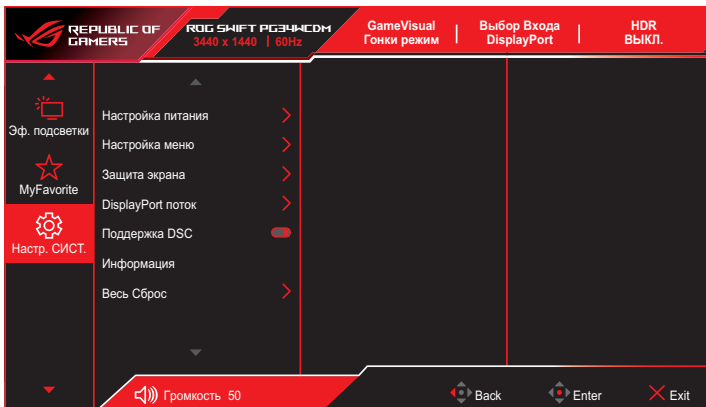 REPUBLIC OF
GAMERS
ROG SWIFT PG34WCDM
3440 x 1440 | 60Hz
GameVisual
Гонки режим
Выбор Входа
DisplayPort
HDR
ВЫКЛ.
Эф. подсветки
MyFavorite
Настр. СИСТ.
Настройка питания
Настройка меню
Защита экрана
DisplayPort поток
Поддержка DSC
Информация
Весь Сброс
Громкость 50
Back
Enter
Exit